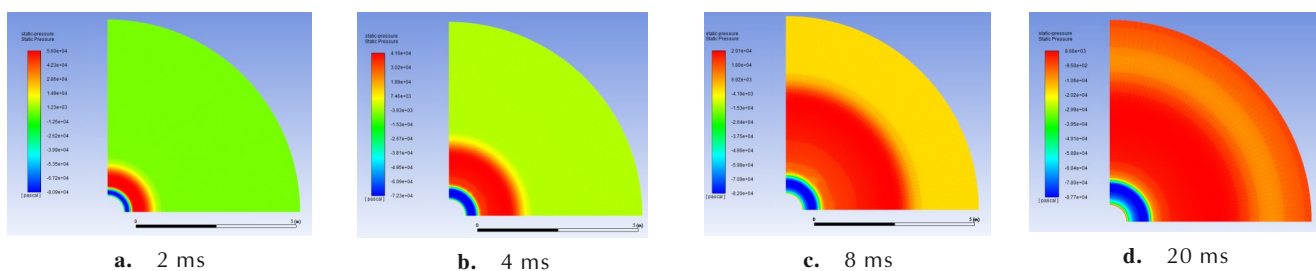 static-pressure
Static Pressure
5.60e+04
4.23e+04
2.86e+04
1.49e+04
1.23e+03
-1.25e+04
-2.62e+04
-3.99e+04
-5.35e+04
-6.72e+04
-8.09e+04
[ pascal ]
0
3 (m)
a. 2 ms
static-pressure
Static Pressure
4.16e+04
3.02e+04
7.46e+03
-3.93e+03
-1.53e+04
-2.67e+04
-3.81e+04
-4.95e+04
-6.09e+04
-7.23e+04
[ pascal ]
0
3 (m)
b. 4 ms
static-pressure
Static Pressure
2.91e+04
1.80e+04
6.92e+03
-4.19e+03
-1.53e+04
-2.64e+04
-3.75e+04
-4.86e+04
-5.98e+04
-7.09e+04
-8.20e+04
[ pascal ]
0
3 (m)
c. 8 ms
static-pressure
Static Pressure
8.69e+03
-9.50e+02
-1.06e+04
-2.02e+04
-2.99e+04
-3.95e+04
-4.91e+04
-5.88e+04
-6.84e+04
-7.80e+04
-8.77e+04
[ pascal ]
0
3 (m)
d. 20 ms